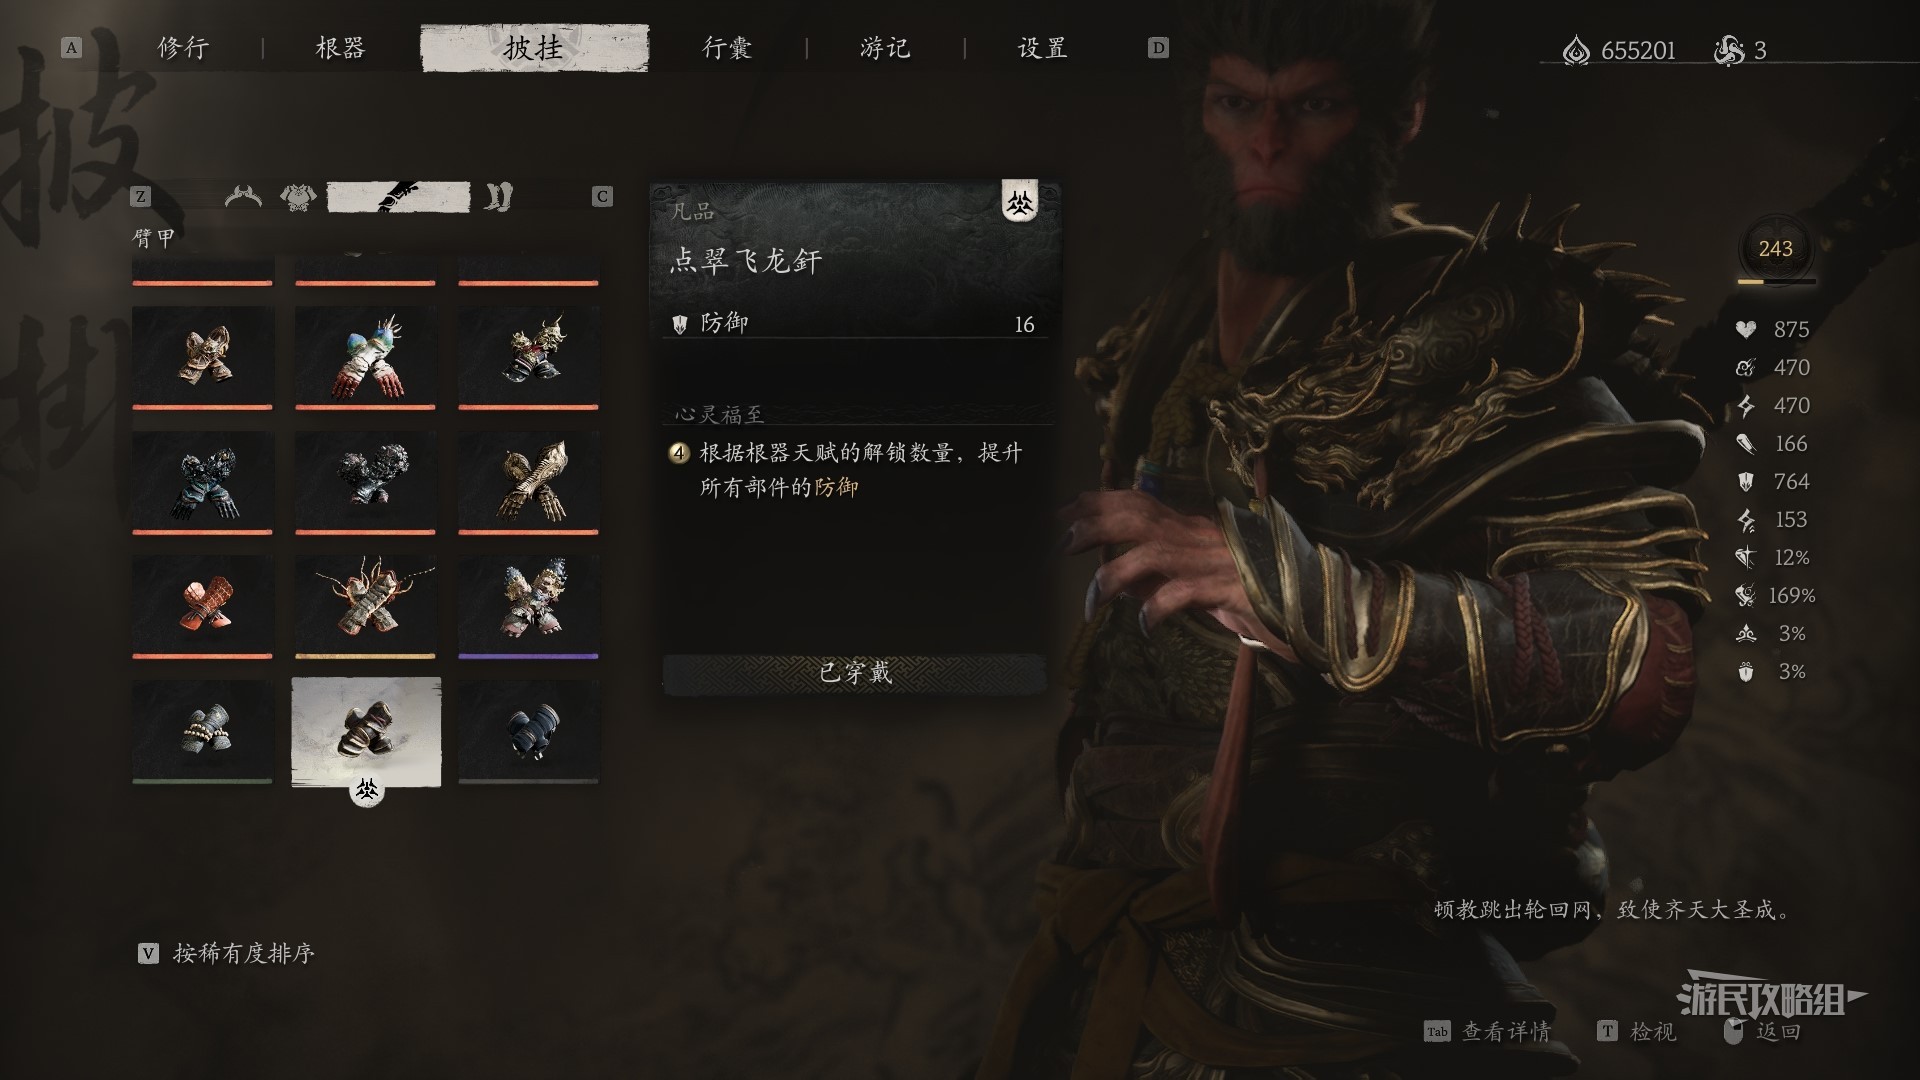 A 修行 根器 披挂 行囊 游记 设置 D
655201 3
披挂
Z C
臂甲
凡品
点翠飞龙釬
防御 16
心灵福至
4 根据根器天赋的解锁数量，提升
所有部件的防御
已穿戴
243
875
470
470
166
764
153
12%
169%
3%
3%
顿教跳出轮回网，致使齐天大圣成。
V 按稀有度排序
游民攻略组
Tab 查看详情 T 检视 返回